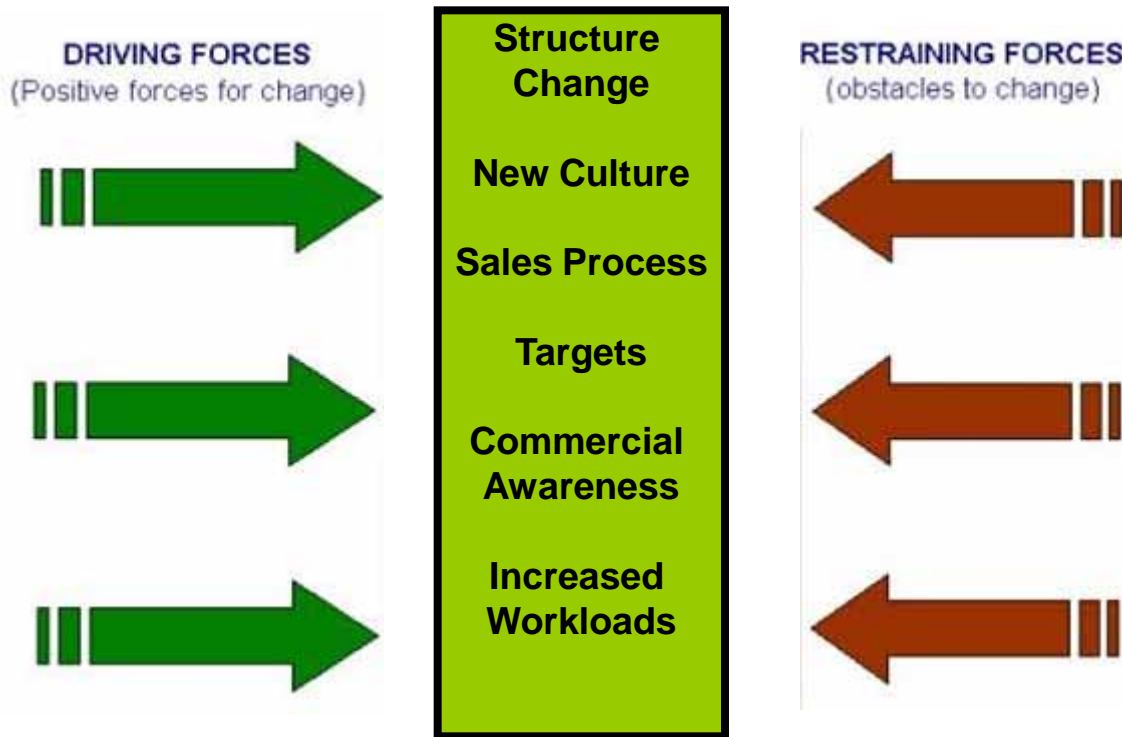 DRIVING FORCES
(Positive forces for change)
Structure
Change
New Culture
Sales Process
Targets
Commercial
Awareness
Increased
Workloads
RESTRAINING FORCES
(obstacles to change)